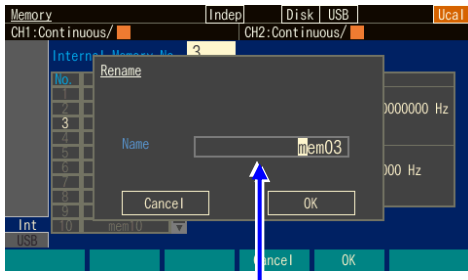 Memory Indep Disk USB Ucal
CH1:Continuous/ CH2:Continuous/
Internal Memory No. 3
Rename
No.
1
2
3
0000000 Hz
4
Name mem03
5
6
000 Hz
7
8
Cancel OK
9
Int 10 mem10
USB
Cancel OK